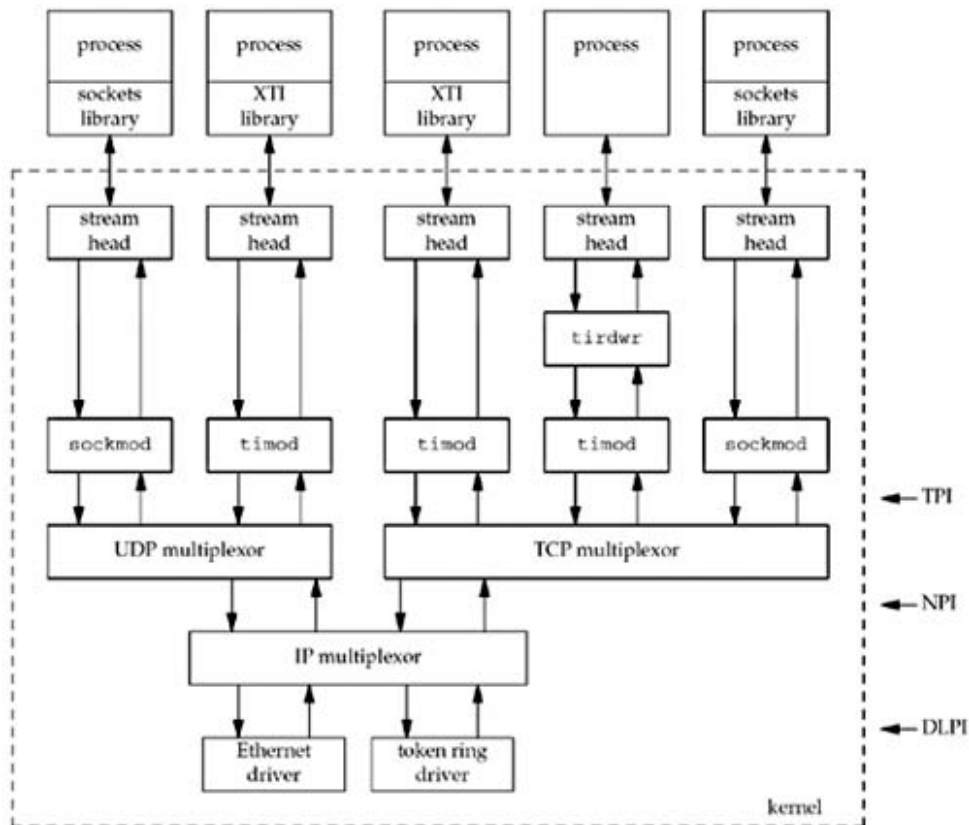 process
process
process
process
process
sockets
library
XTI
library
XTI
library
sockets
library
stream
head
stream
head
stream
head
stream
head
stream
head
tirdwr
sockmod
timod
timod
timod
sockmod
TPI
UDP multiplexor
TCP multiplexor
NPI
IP multiplexor
DLPI
Ethernet
driver
token ring
driver
kernel